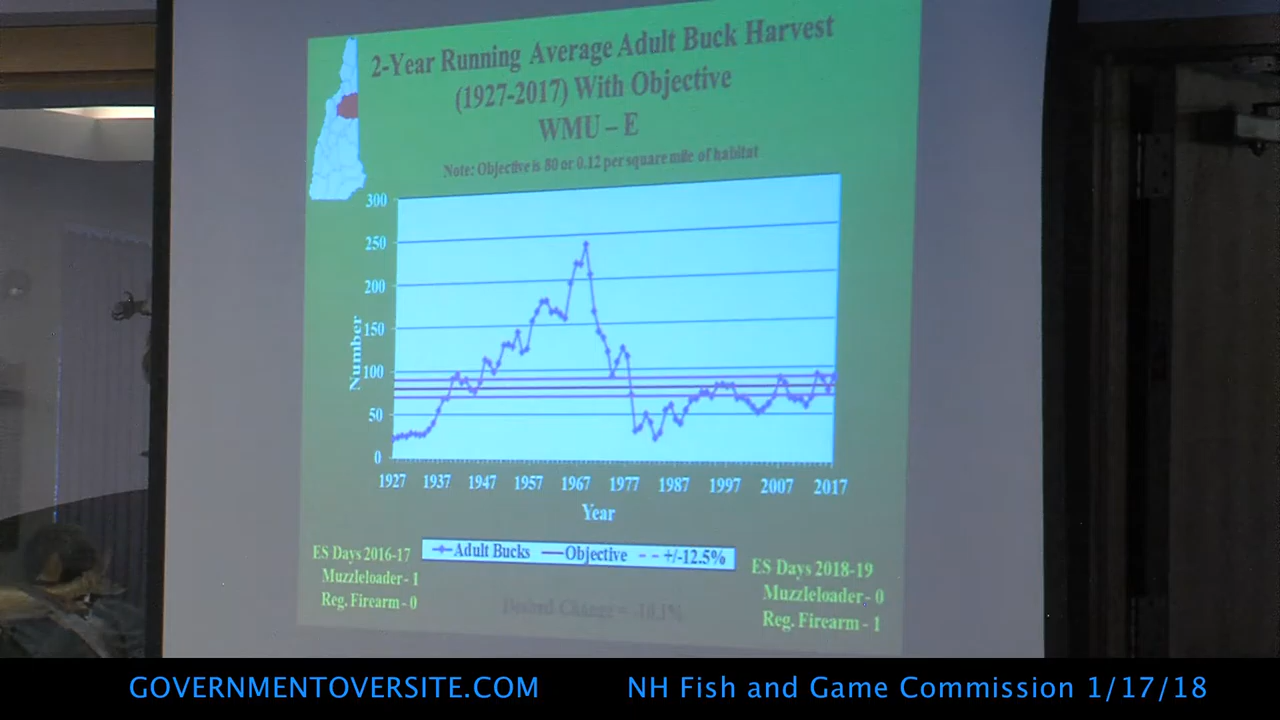 2-Year Running Average Adult Buck Harvest
(1927-2017) With Objective
WMU – E
Note: Objective is 80 or 0.12 per square mile of habitat
300
250
200
150
100
50
0
Number
1927 1937 1947 1957 1967 1977 1987 1997 2007 2017
Year
Adult Bucks Objective +/-12.5%
ES Days 2016-17
Muzzleloader - 1
Reg. Firearm - 0
ES Days 2018-19
Muzzleloader - 0
Reg. Firearm - 1
Desired Change =
GOVERNMENTOVERSITE.COM NH Fish and Game Commission 1/17/18